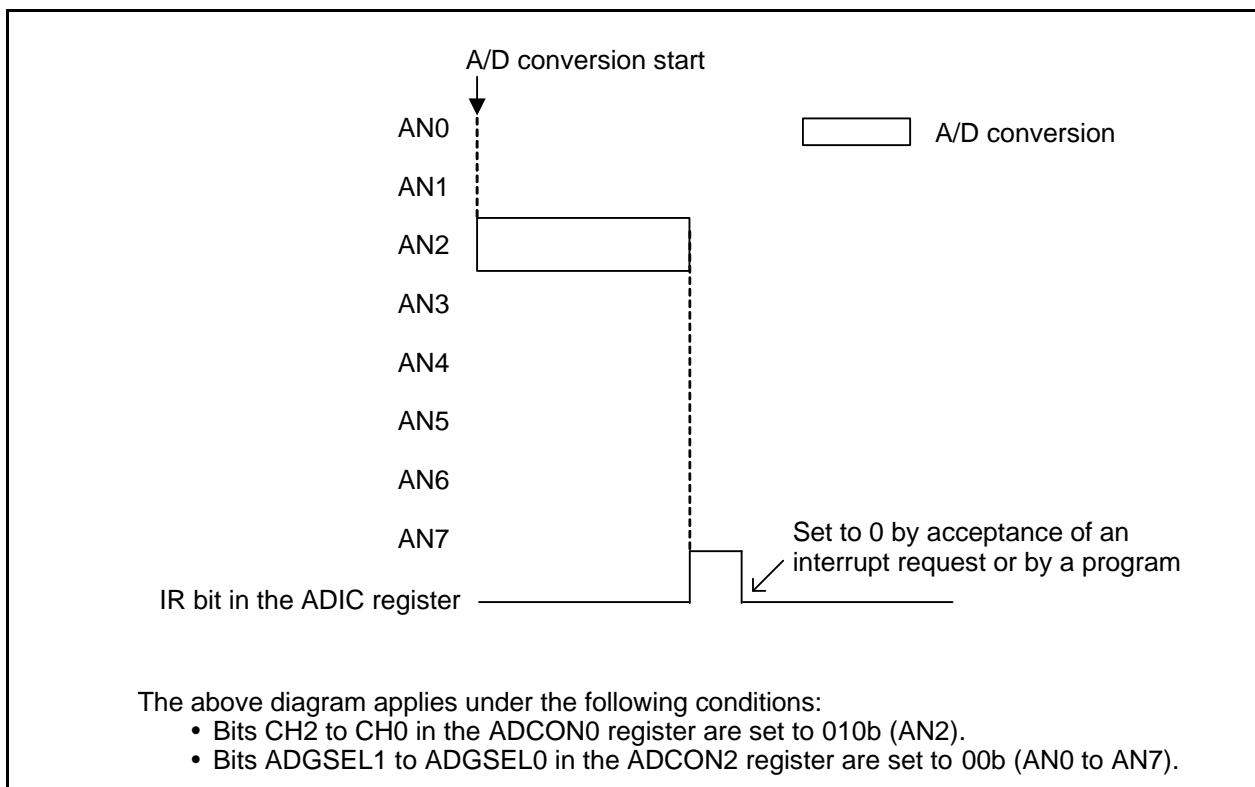 A/D conversion start
AN0
A/D conversion
AN1
AN2
AN3
AN4
AN5
AN6
AN7
Set to 0 by acceptance of an
interrupt request or by a program
IR bit in the ADIC register
The above diagram applies under the following conditions:
• Bits CH2 to CH0 in the ADCON0 register are set to 010b (AN2).
• Bits ADGSEL1 to ADGSEL0 in the ADCON2 register are set to 00b (AN0 to AN7).